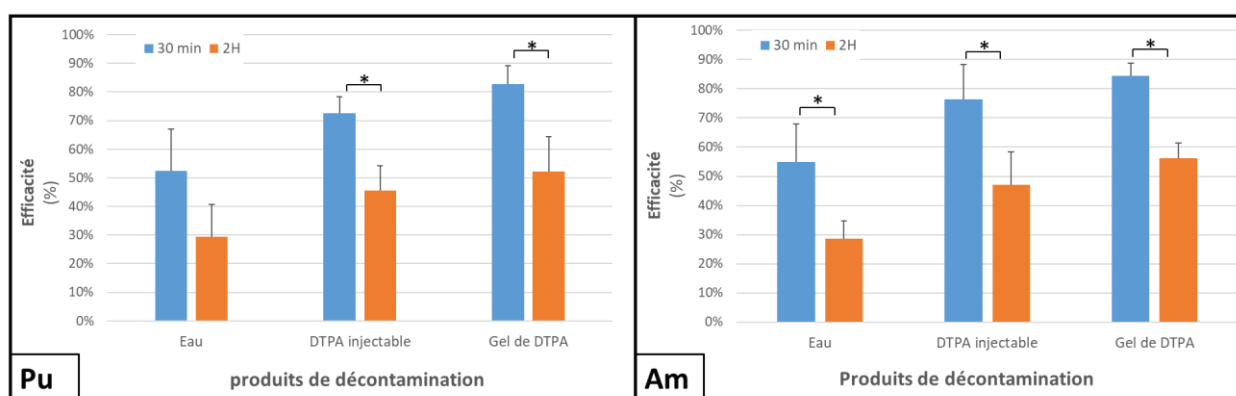 30 min 2H
100%
90%
80%
70%
60%
50%
40%
30%
20%
10%
0%
Efficacité
(%)
*
*
Eau DTPA injectable Gel de DTPA
produits de décontamination
Pu
30 min 2H
100%
90%
80%
70%
60%
50%
40%
30%
20%
10%
0%
Efficacité
(%)
*
*
*
Eau DTPA injectable Gel de DTPA
Produits de décontamination
Am